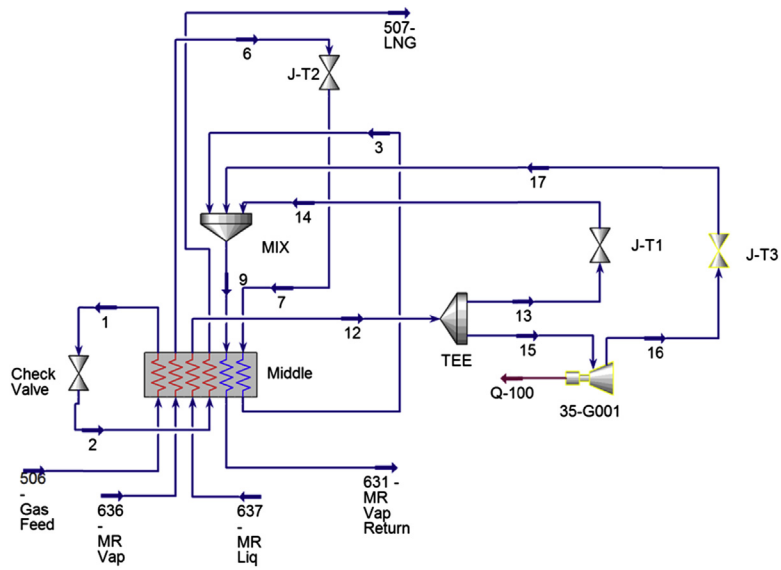 507-
LNG
6
J-T2
3
17
14
MIX
J-T1
J-T3
9
7
1
12
13
15
TEE
16
Check
Valve
Middle
Q-100
35-G001
2
506
-
Gas
Feed
636
-
MR
Vap
637
-
MR
Liq
631 -
MR
Vap
Return